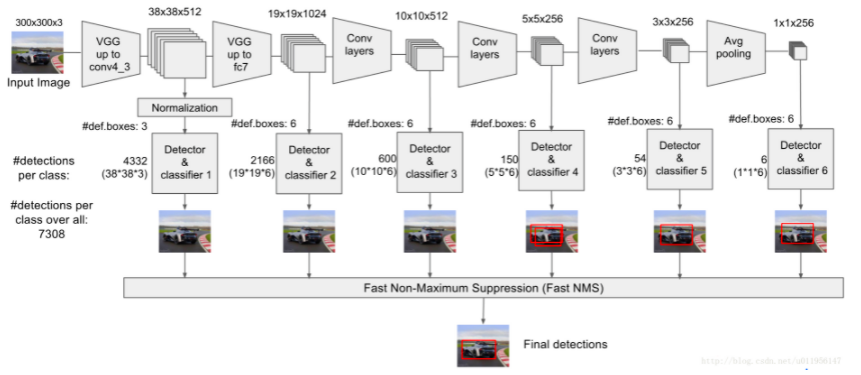 300x300x3
Input Image
VGG
up to
conv4_3
38x38x512
VGG
up to
fc7
19x19x1024
Conv
layers
10x10x512
Conv
layers
5x5x256
Conv
layers
3x3x256
Avg
pooling
1x1x256
Normalization
#def.boxes: 3
#def.boxes: 6
#def.boxes: 6
#def.boxes: 6
#def.boxes: 6
#def.boxes: 6
#detections
per class:
4332
(38*38*3)
Detector
&
classifier 1
2166
(19*19*6)
Detector
&
classifier 2
600
(10*10*6)
Detector
&
classifier 3
150
(5*5*6)
Detector
&
classifier 4
54
(3*3*6)
Detector
&
classifier 5
6
(1*1*6)
Detector
&
classifier 6
#detections per
class over all:
7308
Fast Non-Maximum Suppression (Fast NMS)
Final detections